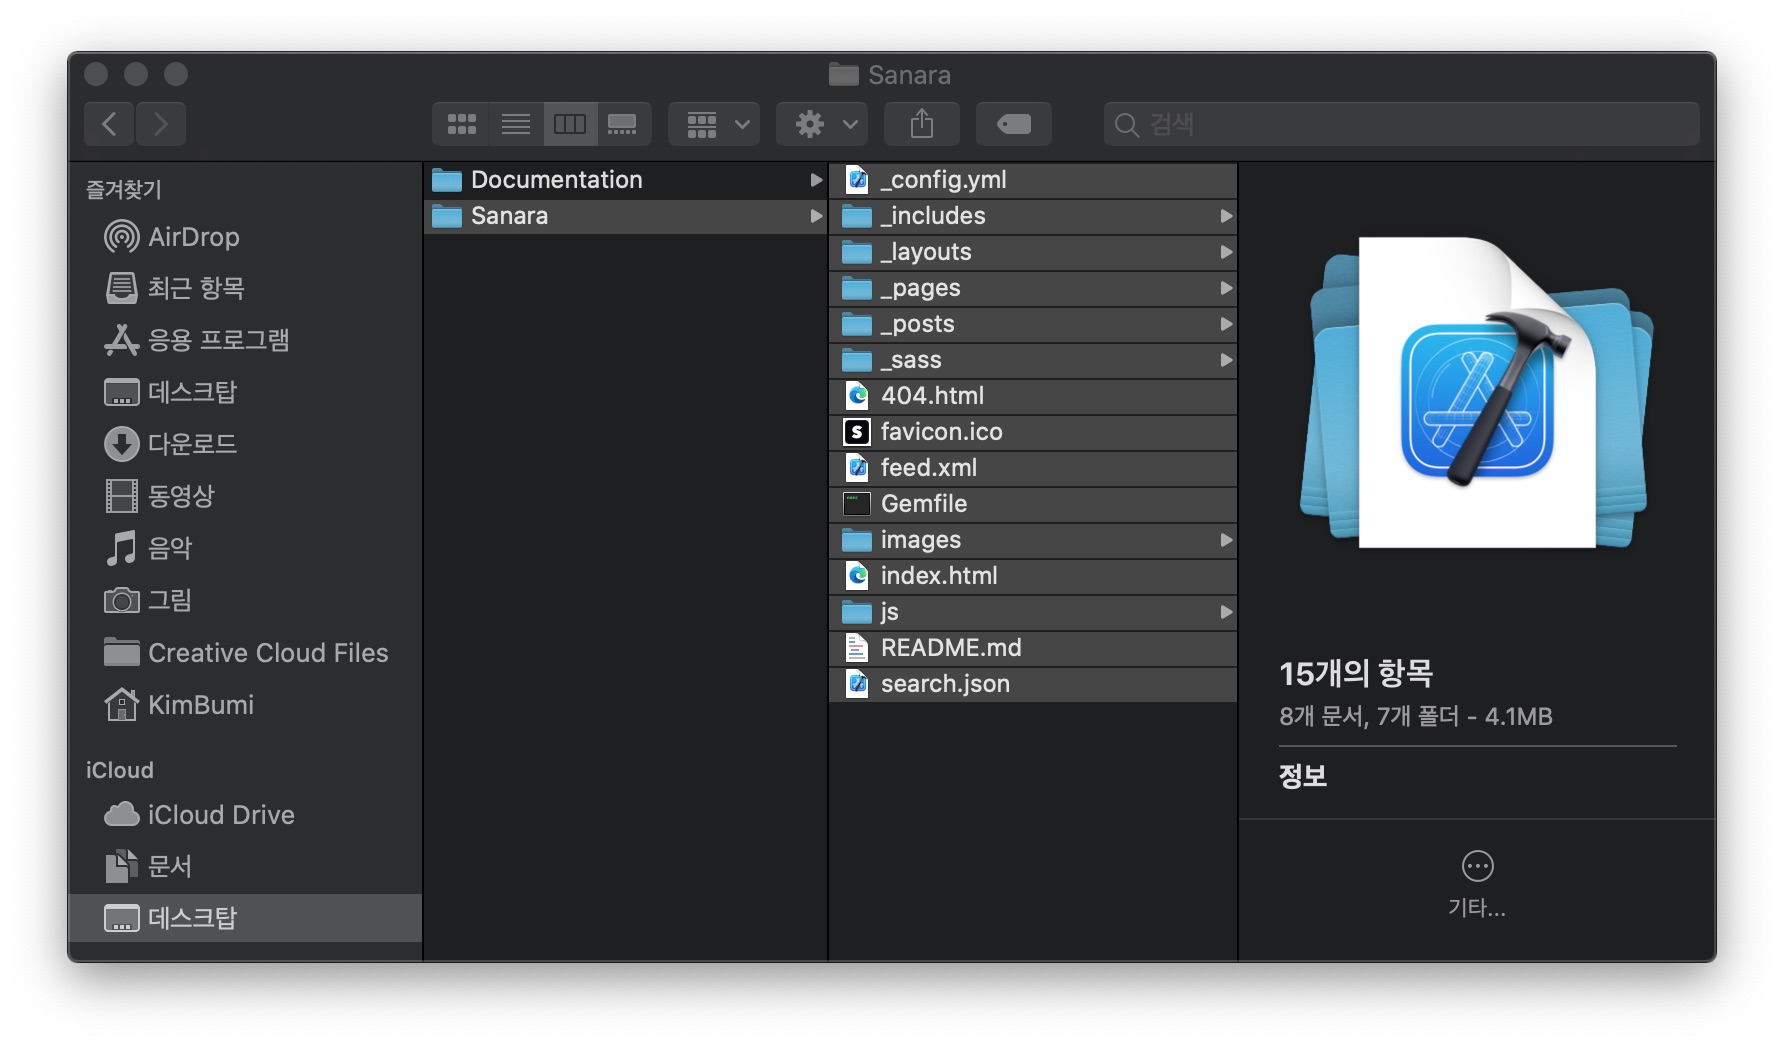 Sanara
검색
즐겨찾기
AirDrop
최근 항목
응용 프로그램
데스크탑
다운로드
동영상
음악
그림
Creative Cloud Files
KimBumi
iCloud
iCloud Drive
문서
데스크탑
Documentation
Sanara
_config.yml
_includes
_layouts
_pages
_posts
_sass
404.html
favicon.ico
feed.xml
Gemfile
images
index.html
js
README.md
search.json
15개의 항목
8개 문서, 7개 폴더 - 4.1MB
정보
기타...